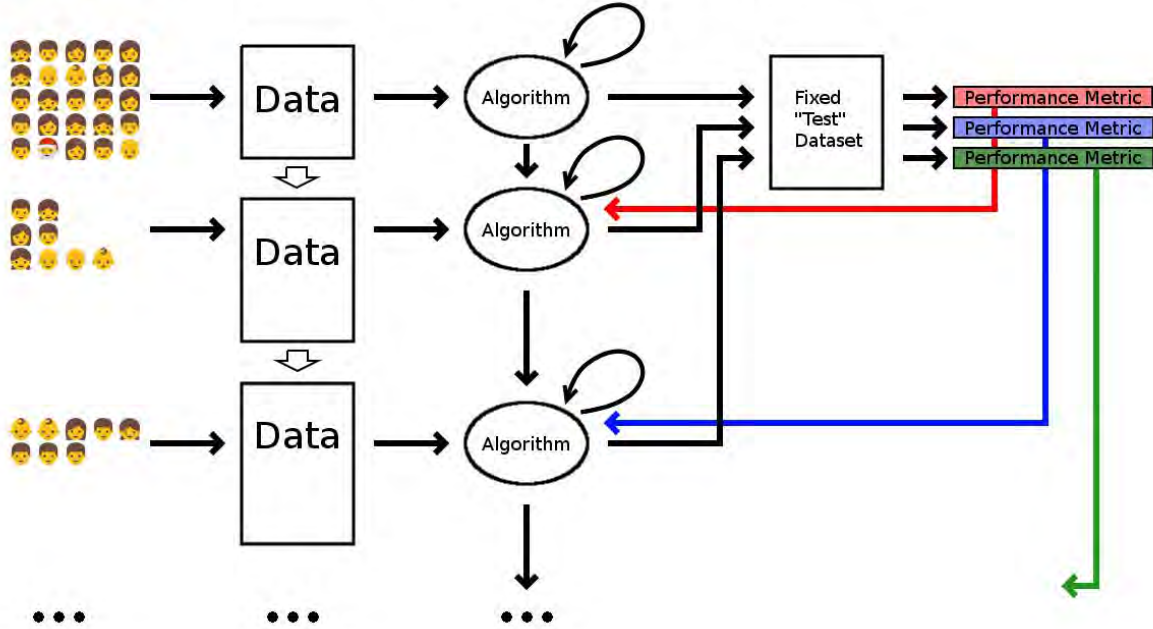 Data
Algorithm
Fixed
"Test"
Dataset
Performance Metric
Performance Metric
Performance Metric
Data
Algorithm
Data
Algorithm